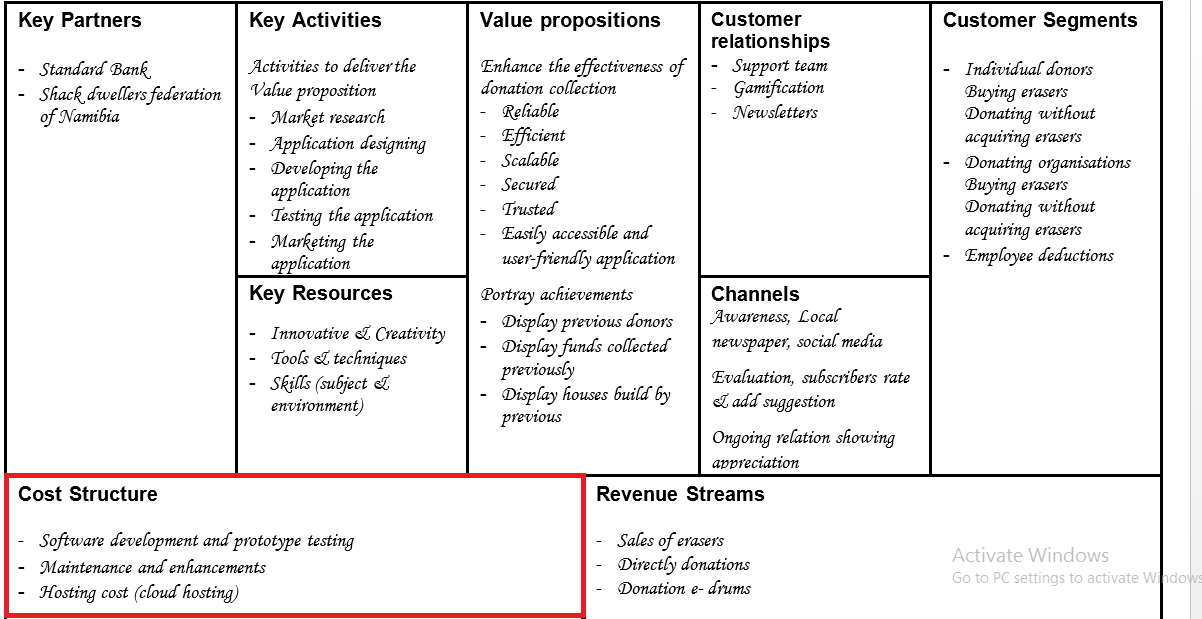 Key Partners
- Standard Bank
- Shack dwellers federation
of Namibia
Key Activities
Activities to deliver the
Value proposition
- Market research
- Application designing
- Developing the
application
- Testing the application
- Marketing the
application
Key Resources
- Innovative & Creativity
- Tools & techniques
- Skills (subject &
environment)
Value propositions
Enhance the effectiveness of
donation collection
- Reliable
- Efficient
- Scalable
- Secured
- Trusted
- Easily accessible and
user-friendly application
Portray achievements
- Display previous donors
- Display funds collected
previously
- Display houses build by
previous
Customer
relationships
- Support team
- Gamification
- Newsletters
Channels
Awareness, Local
newspaper, social media
Evaluation, subscribers rate
& add suggestion
Ongoing relation showing
appreciation
Customer Segments
- Individual donors
Buying erasers
Donating without
acquiring erasers
- Donating organisations
Buying erasers
Donating without
acquiring erasers
- Employee deductions
Cost Structure
- Software development and prototype testing
- Maintenance and enhancements
- Hosting cost (cloud hosting)
Revenue Streams
- Sales of erasers
- Directly donations
- Donation e- drums
Activate Windows
Go to PC settings to activate Windows